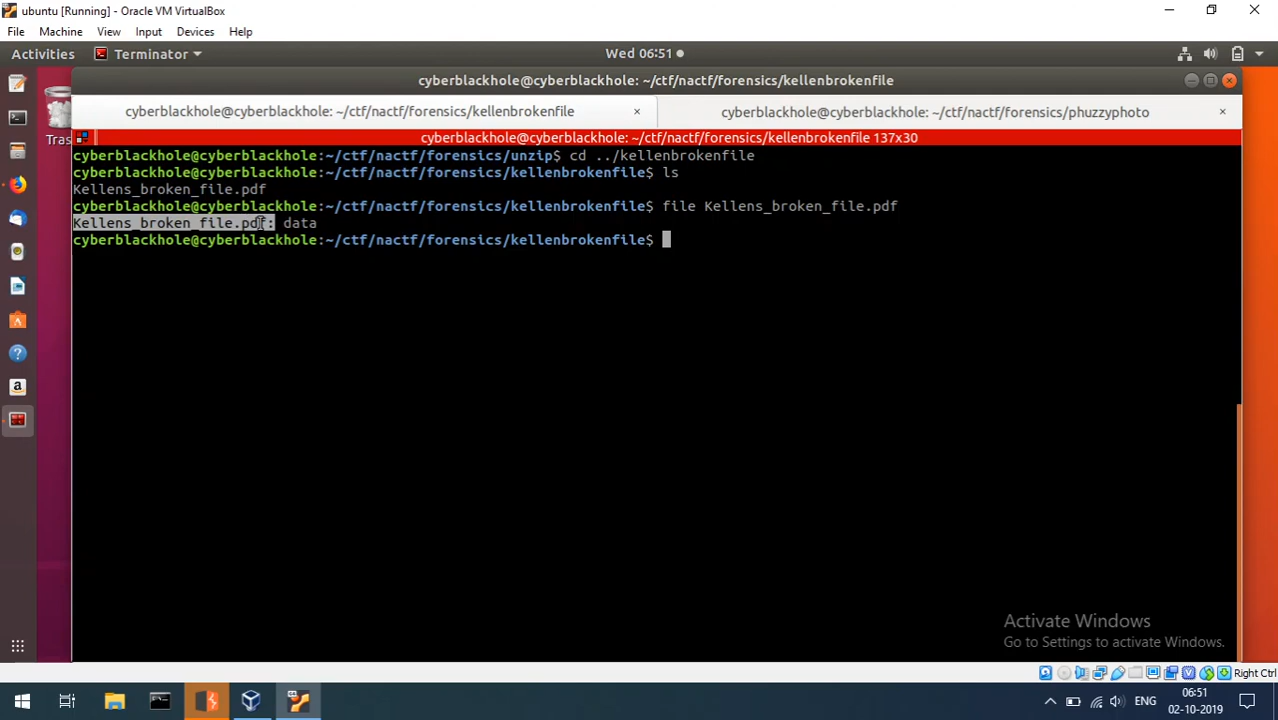 ubuntu [Running] - Oracle VM VirtualBox
File Machine View Input Devices Help
Activities Terminator Wed 06:51
cyberblackhole@cyberblackhole: ~/ctf/nactf/forensics/kellenbrokenfile
cyberblackhole@cyberblackhole: ~/ctf/nactf/forensics/kellenbrokenfile × cyberblackhole@cyberblackhole: ~/ctf/nactf/forensics/phuzzyphoto ×
cyberblackhole@cyberblackhole: ~/ctf/nactf/forensics/kellenbrokenfile 137x30
Tras
cyberblackhole@cyberblackhole:~/ctf/nactf/forensics/unzip$ cd ../kellenbrokenfile
cyberblackhole@cyberblackhole:~/ctf/nactf/forensics/kellenbrokenfile$ ls
Kellens_broken_file.pdf
cyberblackhole@cyberblackhole:~/ctf/nactf/forensics/kellenbrokenfile$ file Kellens_broken_file.pdf
Kellens_broken_file.pdf: data
cyberblackhole@cyberblackhole:~/ctf/nactf/forensics/kellenbrokenfile$
Activate Windows
Go to Settings to activate Windows.
Right Ctrl
ENG 06:51
02-10-2019